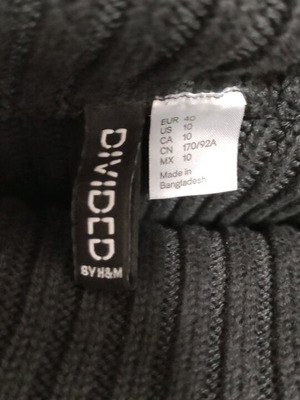 DIVIDED
BY H&M
EUR 40
US 10
CA 10
CN 170/92A
MX 10
Made in
Bangladesh